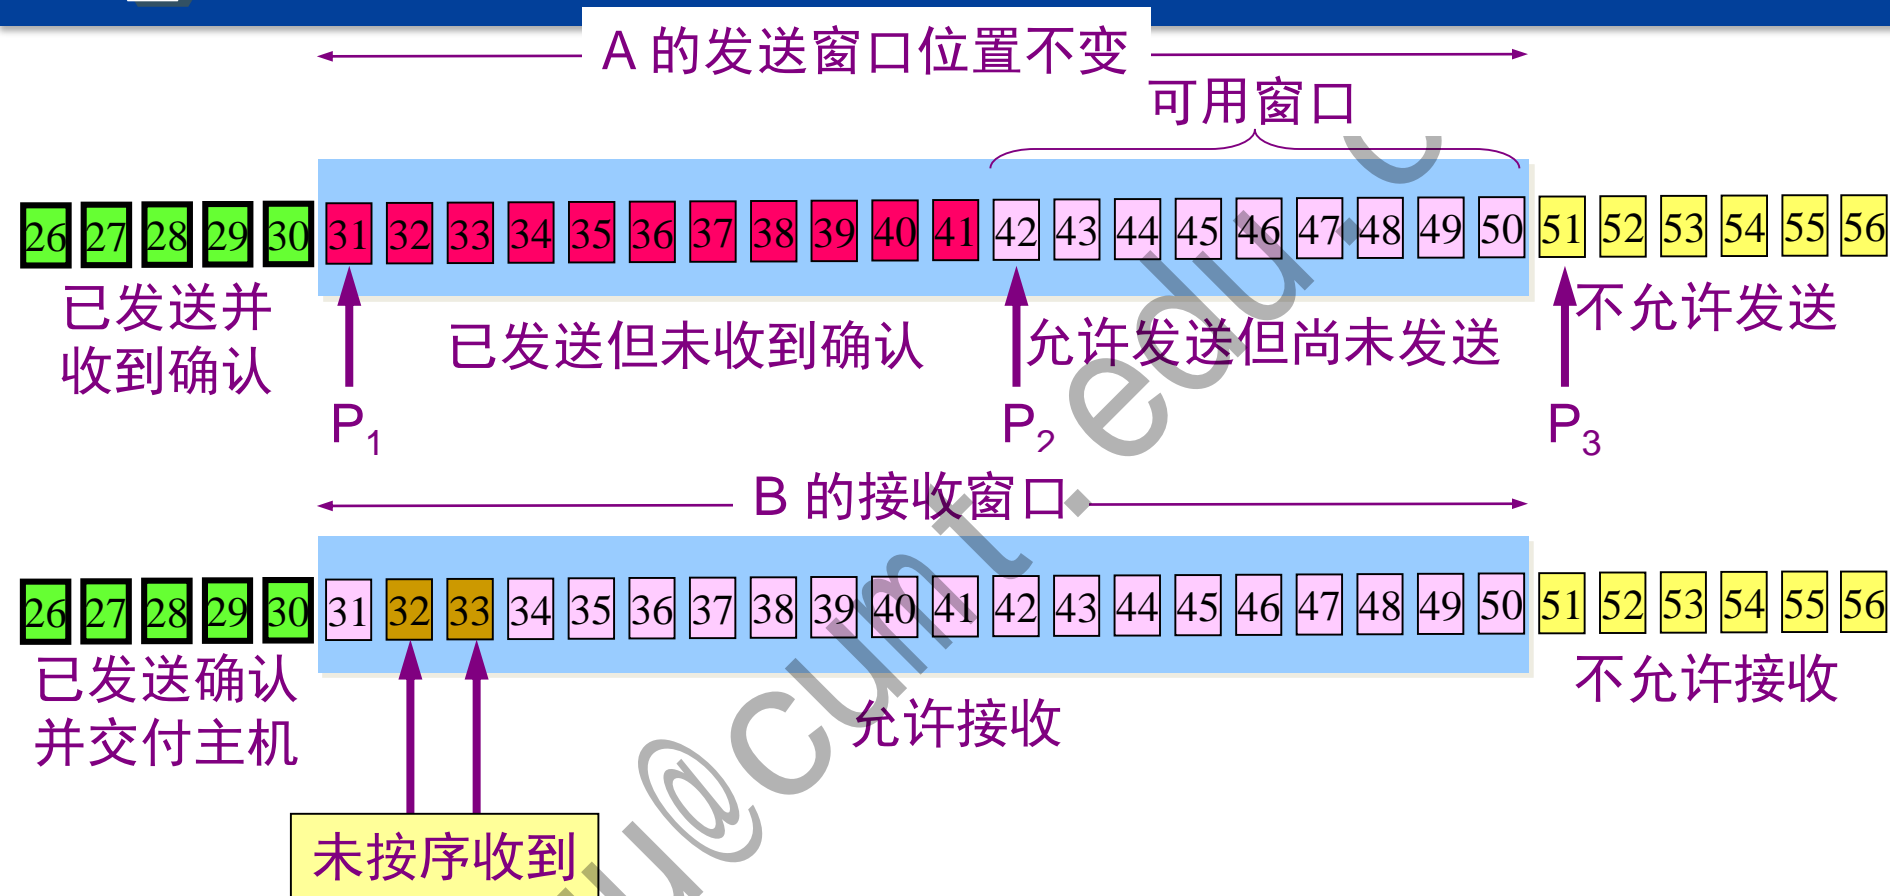 A 的发送窗口位置不变
可用窗口
26 27 28 29 30 31 32 33 34 35 36 37 38 39 40 41 42 43 44 45 46 47 48 49 50 51 52 53 54 55 56
已发送并
收到确认
已发送但未收到确认
允许发送但尚未发送
不允许发送
P1
P2
P3
B 的接收窗口
26 27 28 29 30 31 32 33 34 35 36 37 38 39 40 41 42 43 44 45 46 47 48 49 50 51 52 53 54 55 56
已发送确认
并交付主机
允许接收
不允许接收
未按序收到
u@cumt.edu.c